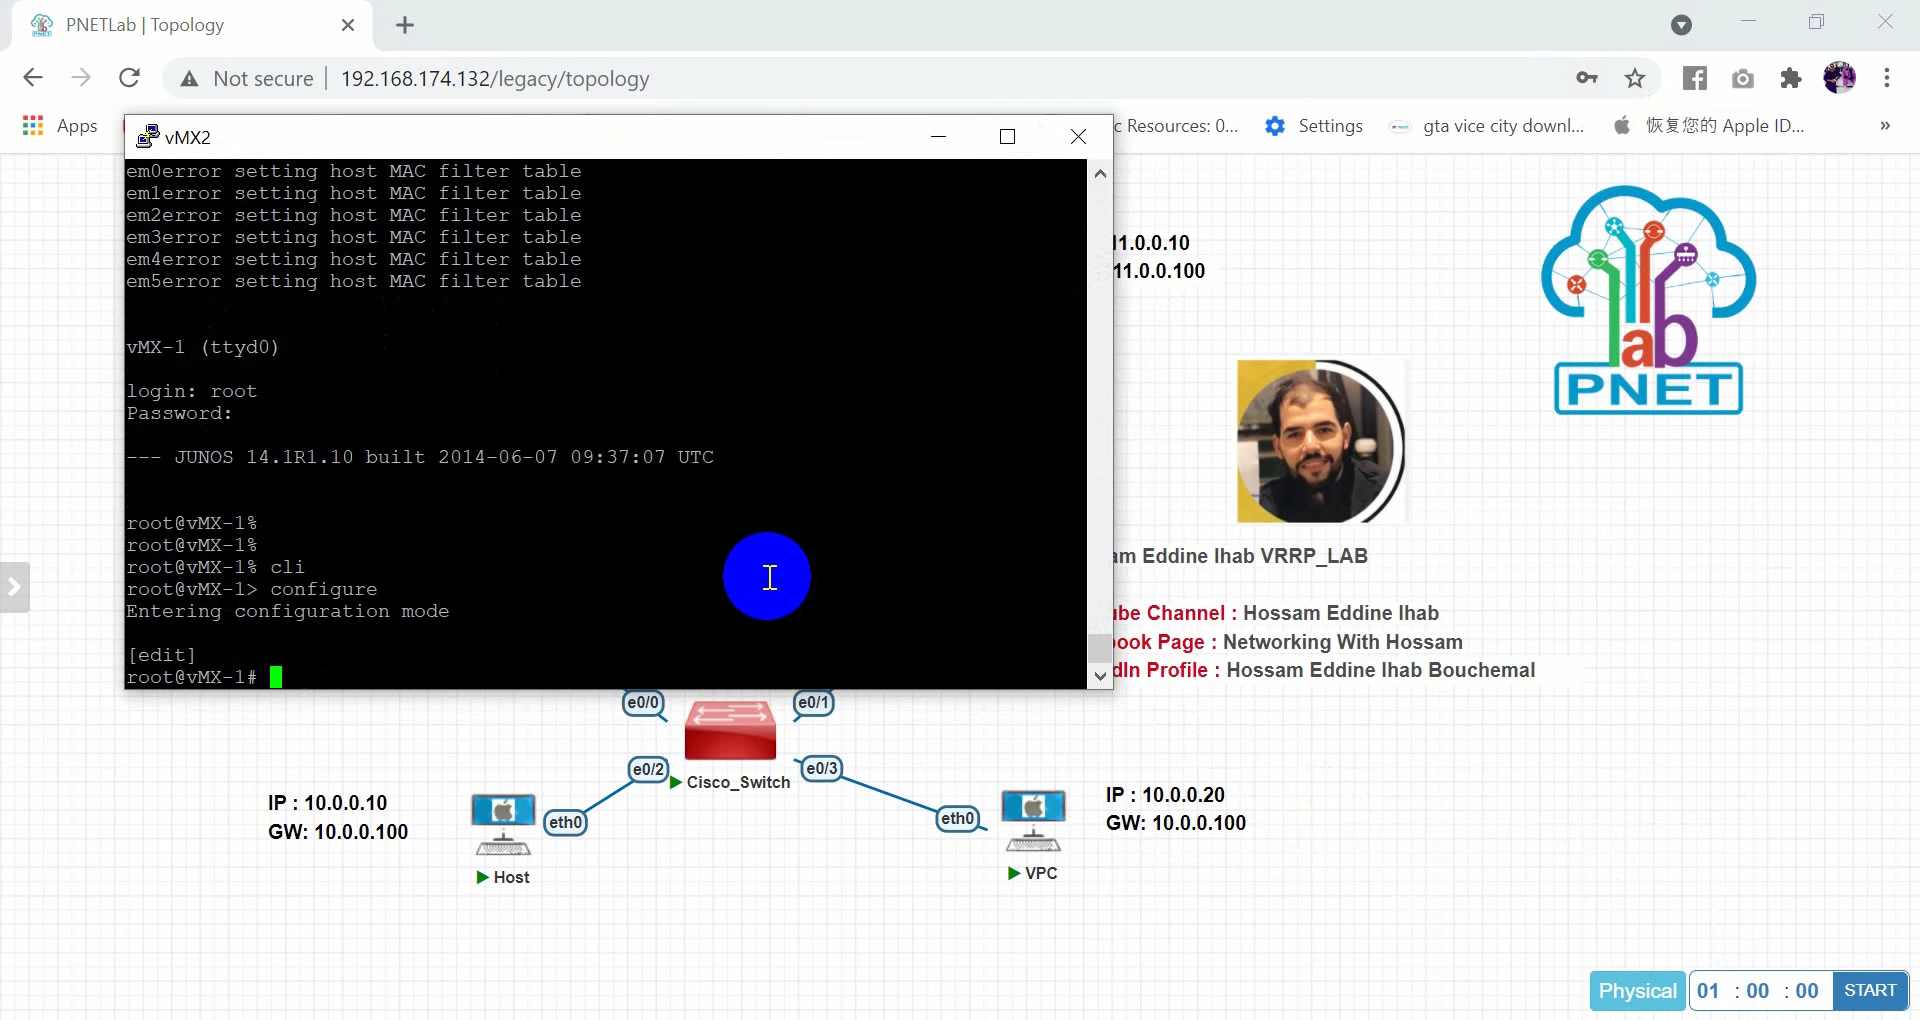 PNETLab | Topology
Not secure
192.168.174.132/legacy/topology
Apps
c Resources: 0...
Settings
gta vice city downl...
恢复您的 Apple ID...
»
vMX2
em0error setting host MAC filter table
em1error setting host MAC filter table
em2error setting host MAC filter table
em3error setting host MAC filter table
em4error setting host MAC filter table
em5error setting host MAC filter table
vMX-1 (ttyd0)
login: root
Password:
--- JUNOS 14.1R1.10 built 2014-06-07 09:37:07 UTC
root@vMX-1%
root@vMX-1%
root@vMX-1% cli
root@vMX-1> configure
Entering configuration mode
[edit]
root@vMX-1#
11.0.0.10
11.0.0.100
lab
PNET
am Eddine Ihab VRRP_LAB
ube Channel : Hossam Eddine Ihab
book Page : Networking With Hossam
dIn Profile : Hossam Eddine Ihab Bouchemal
e0/0
e0/1
e0/2
e0/3
Cisco_Switch
IP : 10.0.0.10
GW: 10.0.0.100
eth0
Host
eth0
VPC
IP : 10.0.0.20
GW: 10.0.0.100
Physical
01 : 00 : 00
START